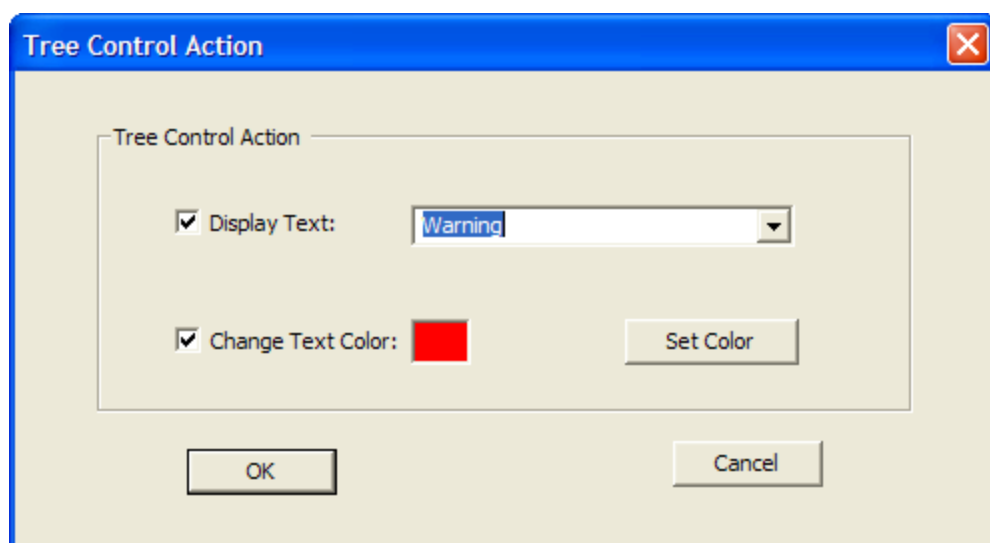 Tree Control Action
Tree Control Action
Display Text: Warning
Change Text Color: Set Color
OK Cancel